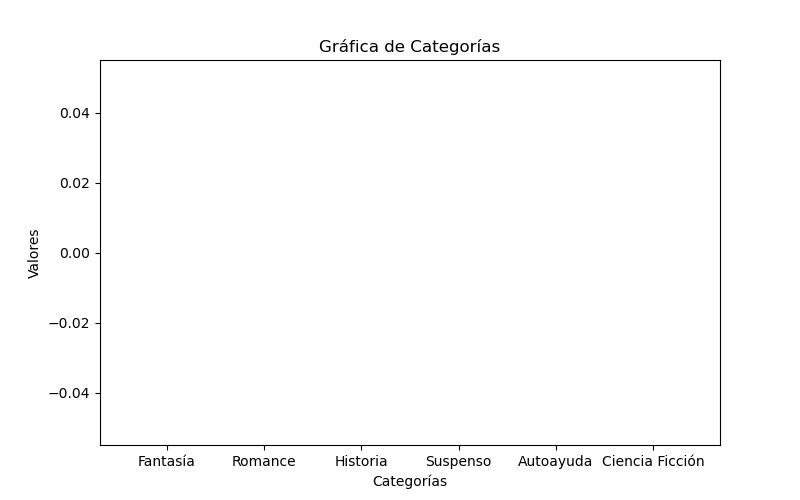 Gráfica de Categorías
0.04
0.02
0.00
−0.02
−0.04
Valores
Fantasía Romance Historia Suspenso Autoayuda Ciencia Ficción
Categorías